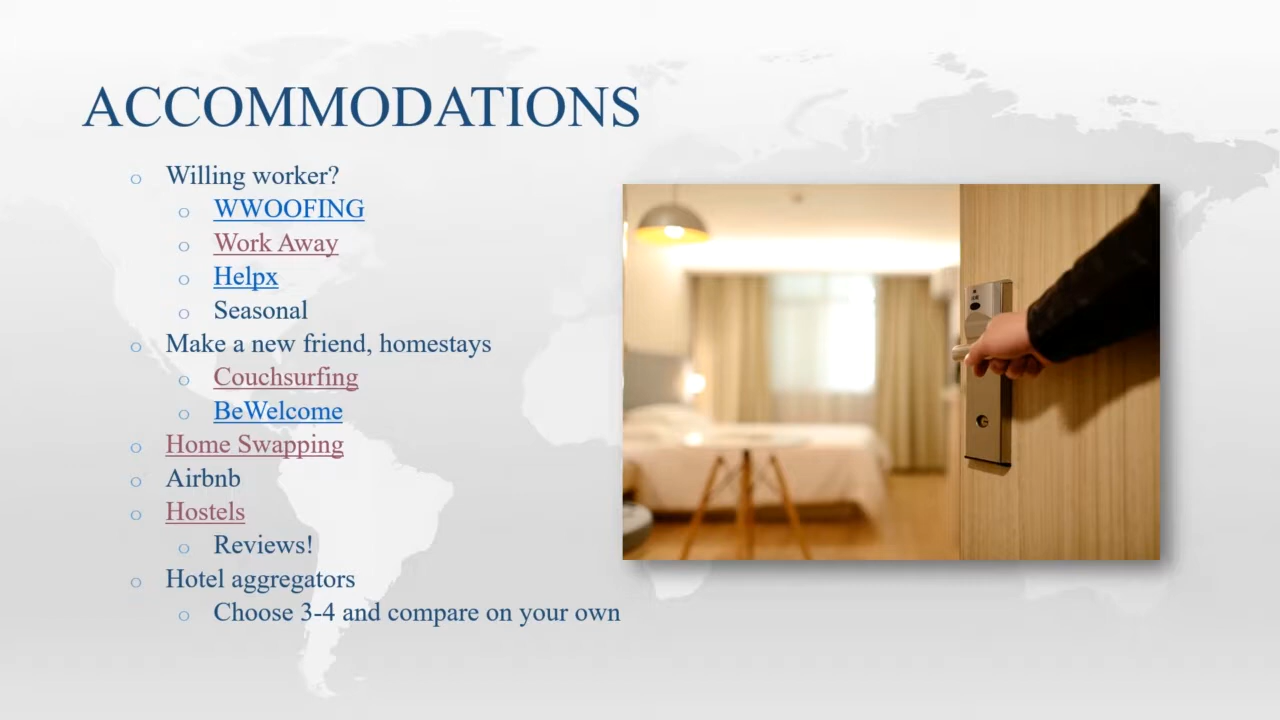 ACCOMMODATIONS
Willing worker?
WWOOFING
Work Away
Helpx
Seasonal
Make a new friend, homestays
Couchsurfing
BeWelcome
Home Swapping
Airbnb
Hostels
Reviews!
Hotel aggregators
Choose 3-4 and compare on your own